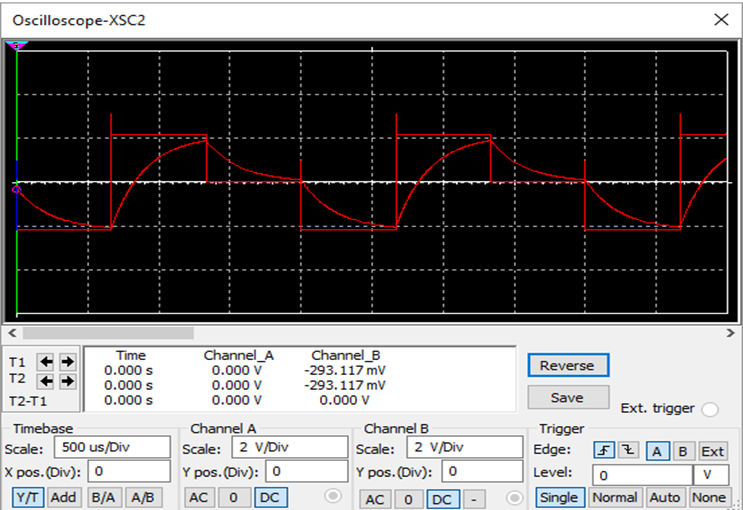 Oscilloscope-XSC2
T1
T2
T2-T1
Time Channel_A Channel_B
0.000 s 0.000 V -293.117 mV
0.000 s 0.000 V -293.117 mV
0.000 s 0.000 V 0.000 V
Reverse
Save
Ext. trigger
Timebase
Scale: 500 us/Div
X pos.(Div): 0
Y/T Add B/A A/B
Channel A
Scale: 2 V/Div
Y pos.(Div): 0
AC 0 DC
Channel B
Scale: 2 V/Div
Y pos.(Div): 0
AC 0 DC -
Trigger
Edge: A B Ext
Level: 0 V
Single Normal Auto None